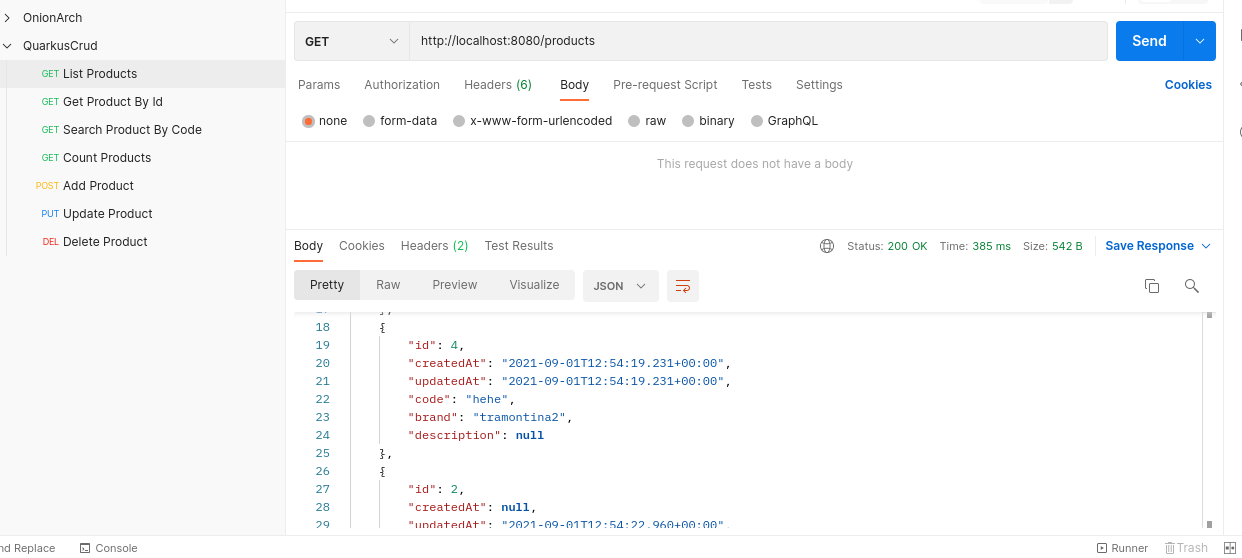 OnionArch
QuarkusCrud
GET List Products
GET Get Product By Id
GET Search Product By Code
GET Count Products
POST Add Product
PUT Update Product
DEL Delete Product
GET http://localhost:8080/products Send
Params Authorization Headers (6) Body Pre-request Script Tests Settings Cookies
none form-data x-www-form-urlencoded raw binary GraphQL
This request does not have a body
Body Cookies Headers (2) Test Results Status: 200 OK Time: 385 ms Size: 542 B Save Response
Pretty Raw Preview Visualize JSON
17 },
18 {
19 "id": 4,
20 "createdAt": "2021-09-01T12:54:19.231+00:00",
21 "updatedAt": "2021-09-01T12:54:19.231+00:00",
22 "code": "hehe",
23 "brand": "tramontina2",
24 "description": null
25 },
26 {
27 "id": 2,
28 "createdAt": null,
29 "updatedAt": "2021-09-01T12:54:22.960+00:00",
nd Replace Console Runner Trash